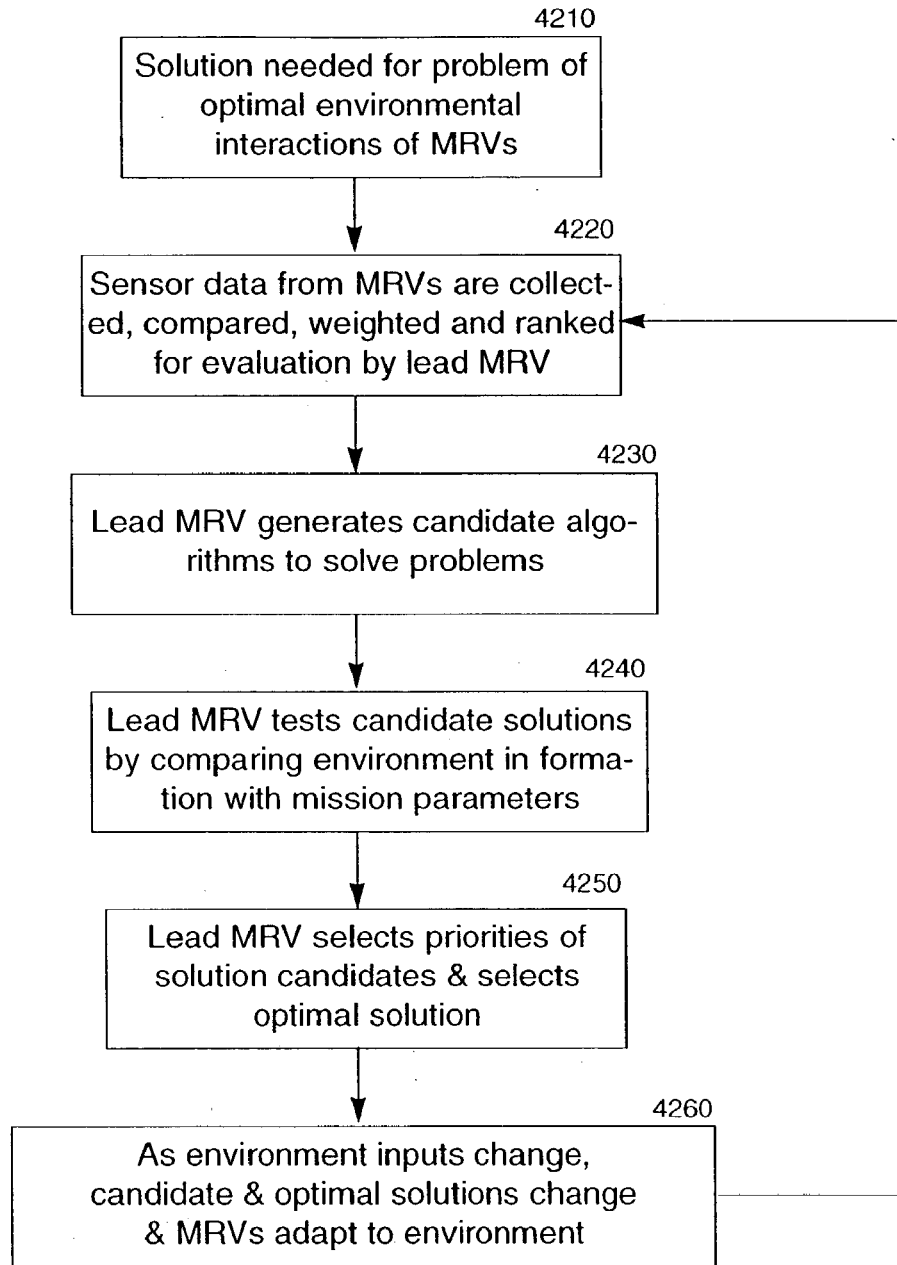 4210
Solution needed for problem of
optimal environmental
interactions of MRVs
4220
Sensor data from MRVs are collect-
ed, compared, weighted and ranked
for evaluation by lead MRV
4230
Lead MRV generates candidate algo-
rithms to solve problems
4240
Lead MRV tests candidate solutions
by comparing environment in forma-
tion with mission parameters
4250
Lead MRV selects priorities of
solution candidates & selects
optimal solution
4260
As environment inputs change,
candidate & optimal solutions change
& MRVs adapt to environment